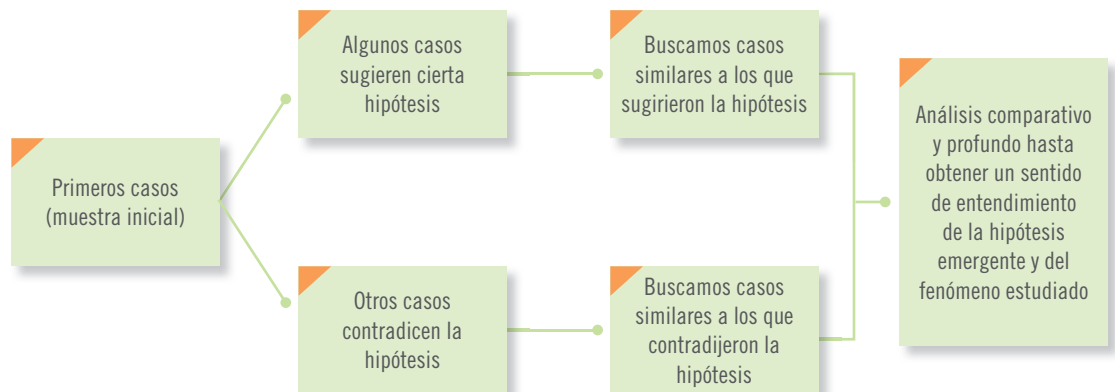 Primeros casos
(muestra inicial)
Algunos casos
sugieren cierta
hipótesis
Buscamos casos
similares a los que
sugirieron la hipótesis
Otros casos
contradicen la
hipótesis
Buscamos casos
similares a los que
contradijeron la
hipótesis
Análisis comparativo
y profundo hasta
obtener un sentido
de entendimiento
de la hipótesis
emergente y del
fenómeno estudiado